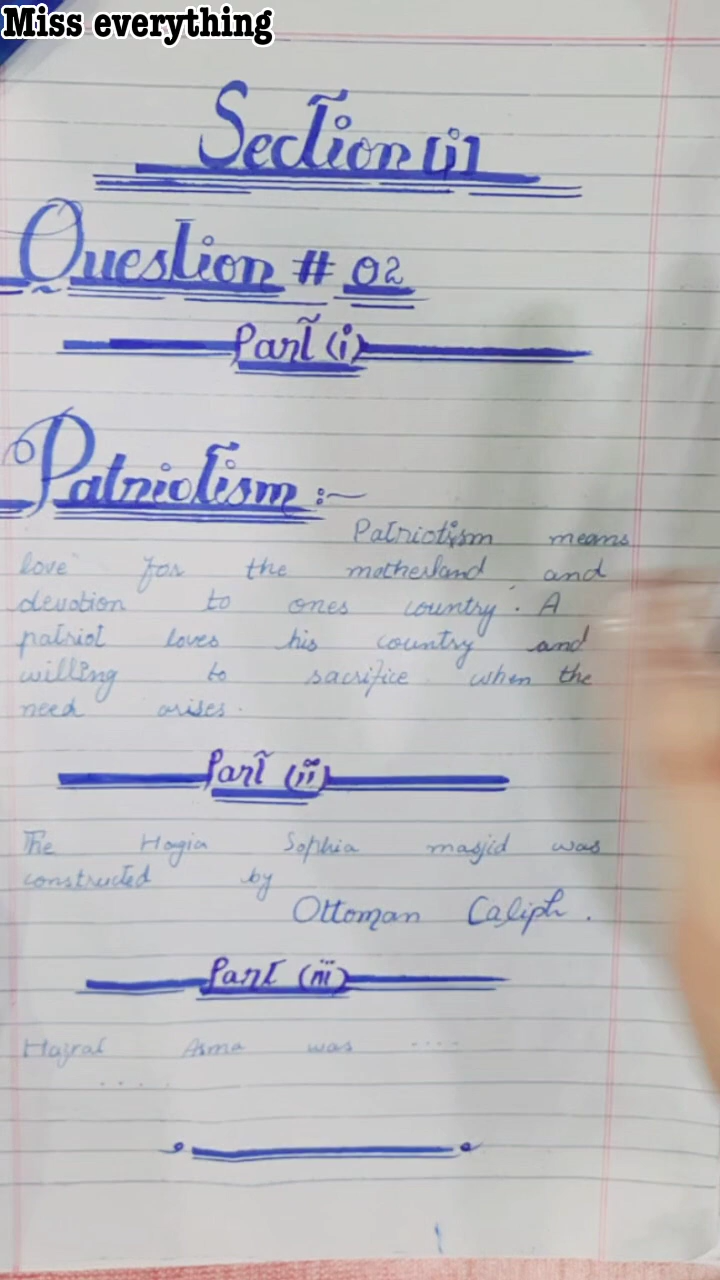 Miss everything
Section [i]
Question # 02
Part (i)
Patriotism :-
Patriotism means
love for the motherland and
devotion to ones country. A
patriot loves his country and
willing to sacrifice when the
need arises.
Part (ii)
The Hagia Sophia masjid was
constructed by
Ottoman Caliph.
Part (iii)
Hazrat Asma was ....
....